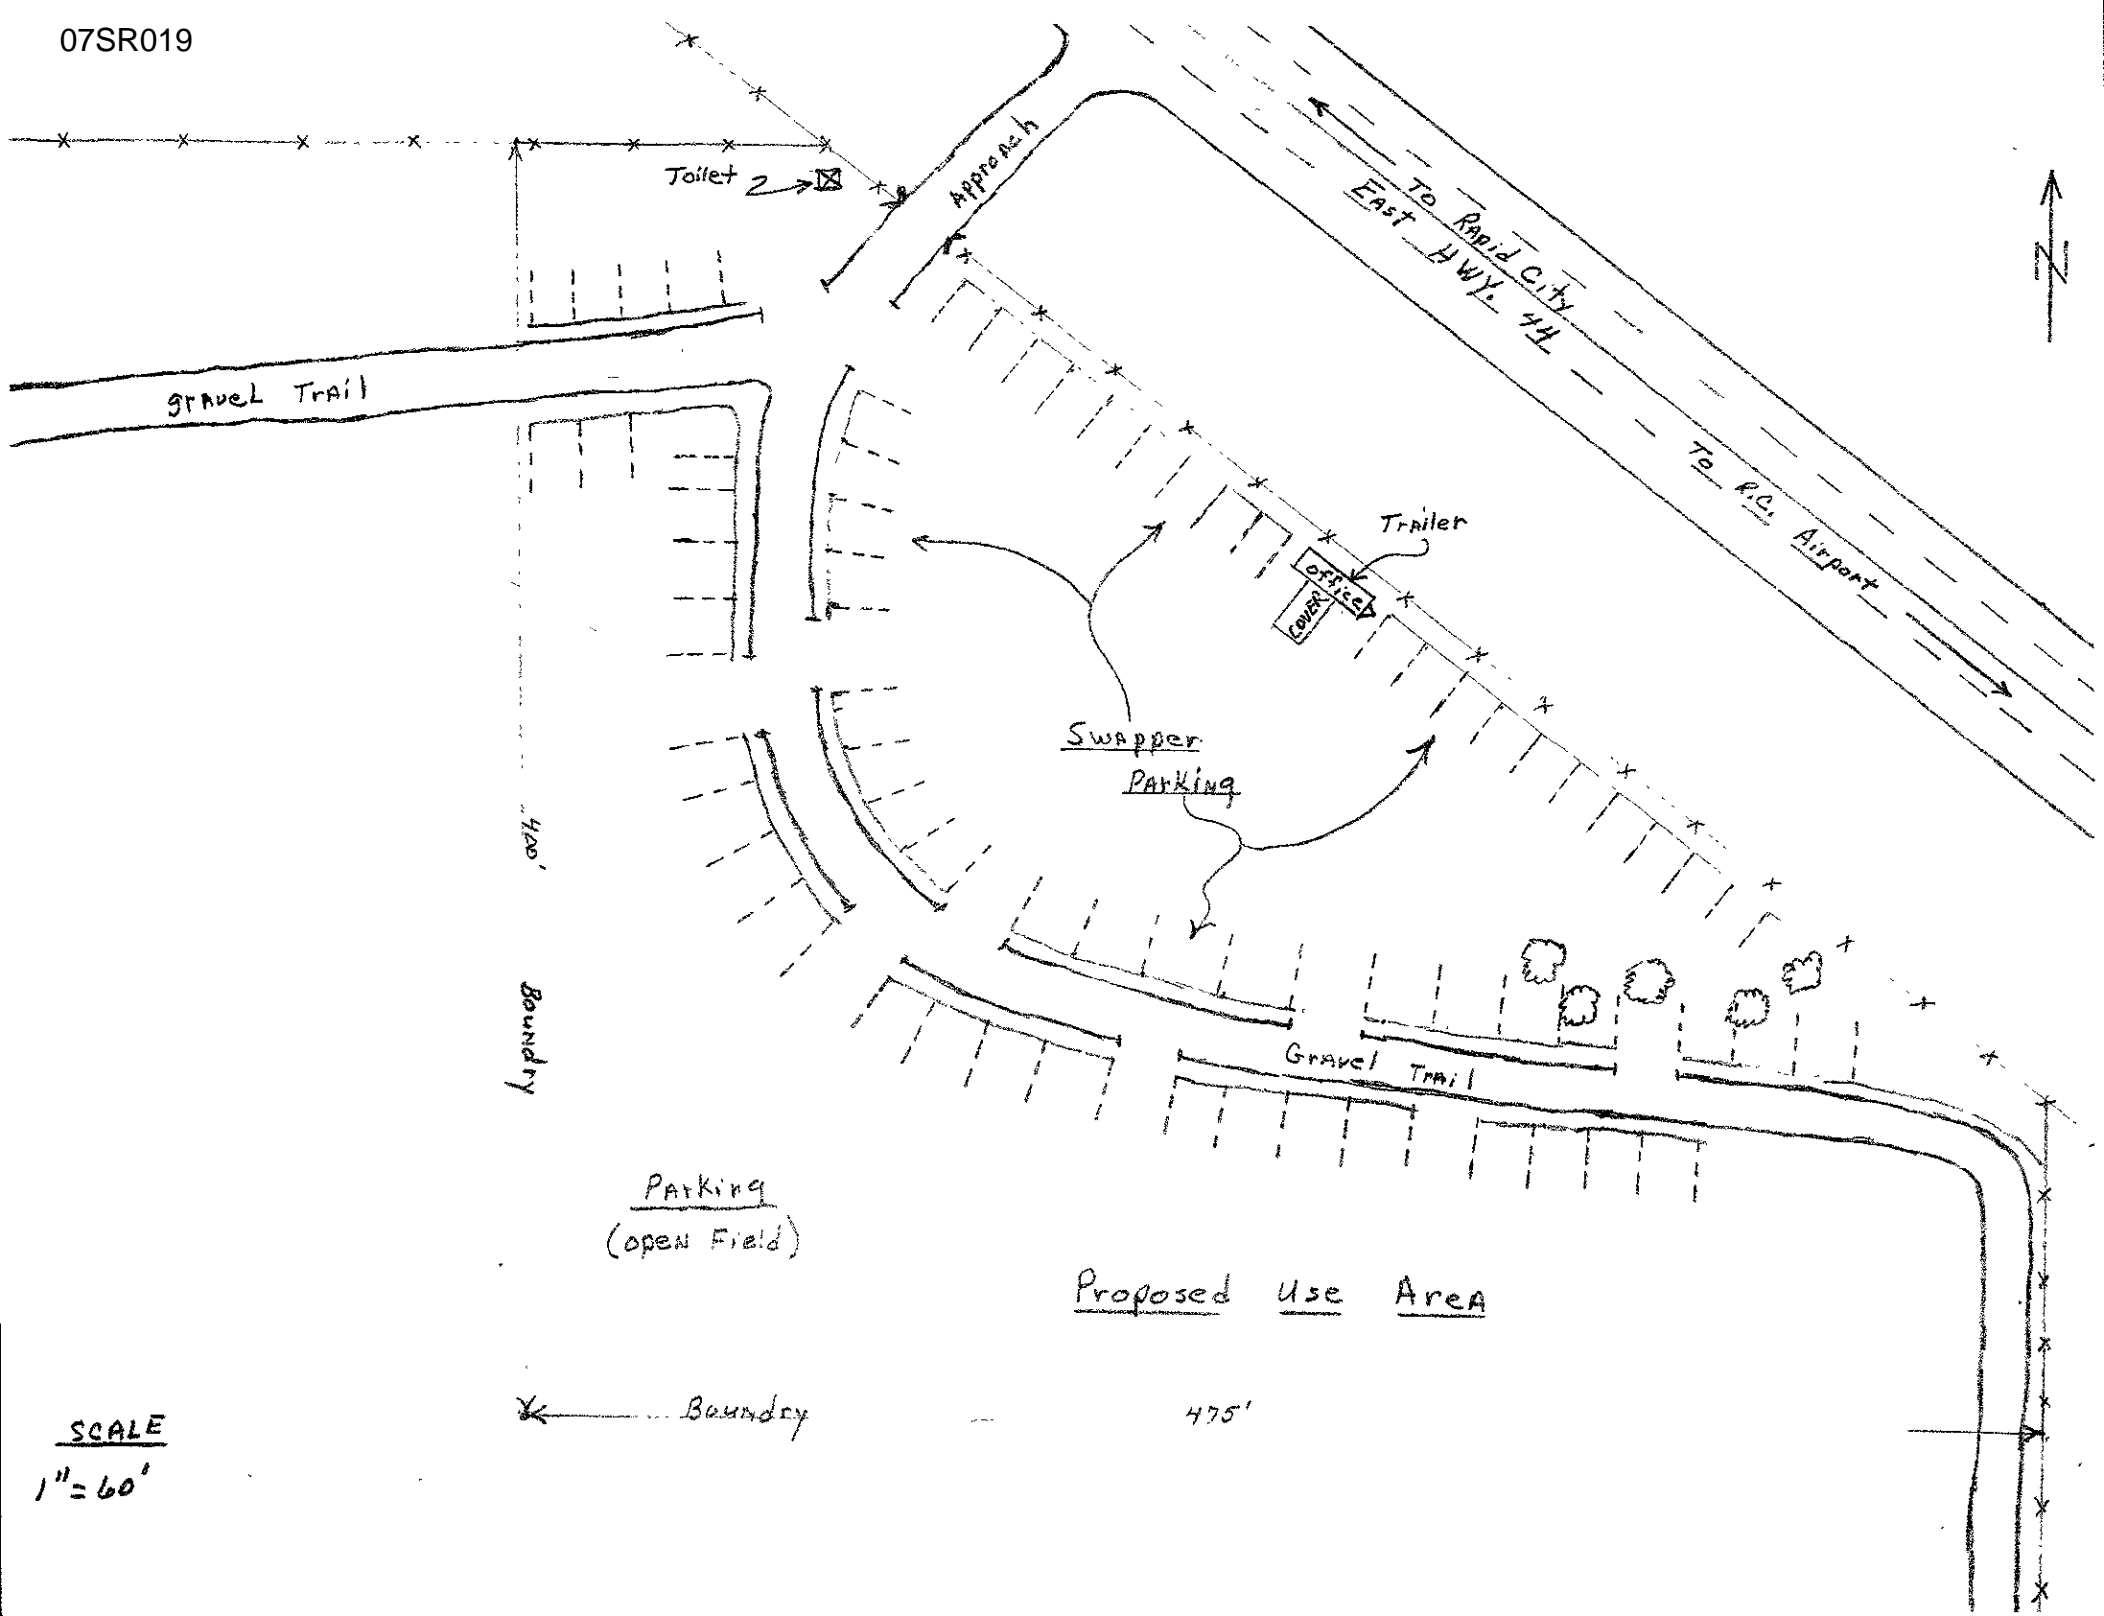 07SR019
Toilet 2
Approach
TO Rapid City
East HWY. 44
To R.C. Airport
N
gravel Trail
Trailer
office
COVER
Swapper
Parking
400'
Boundry
Gravel Trail
Parking
(open Field)
Proposed Use Area
Boundry 475'
SCALE
1"=60'